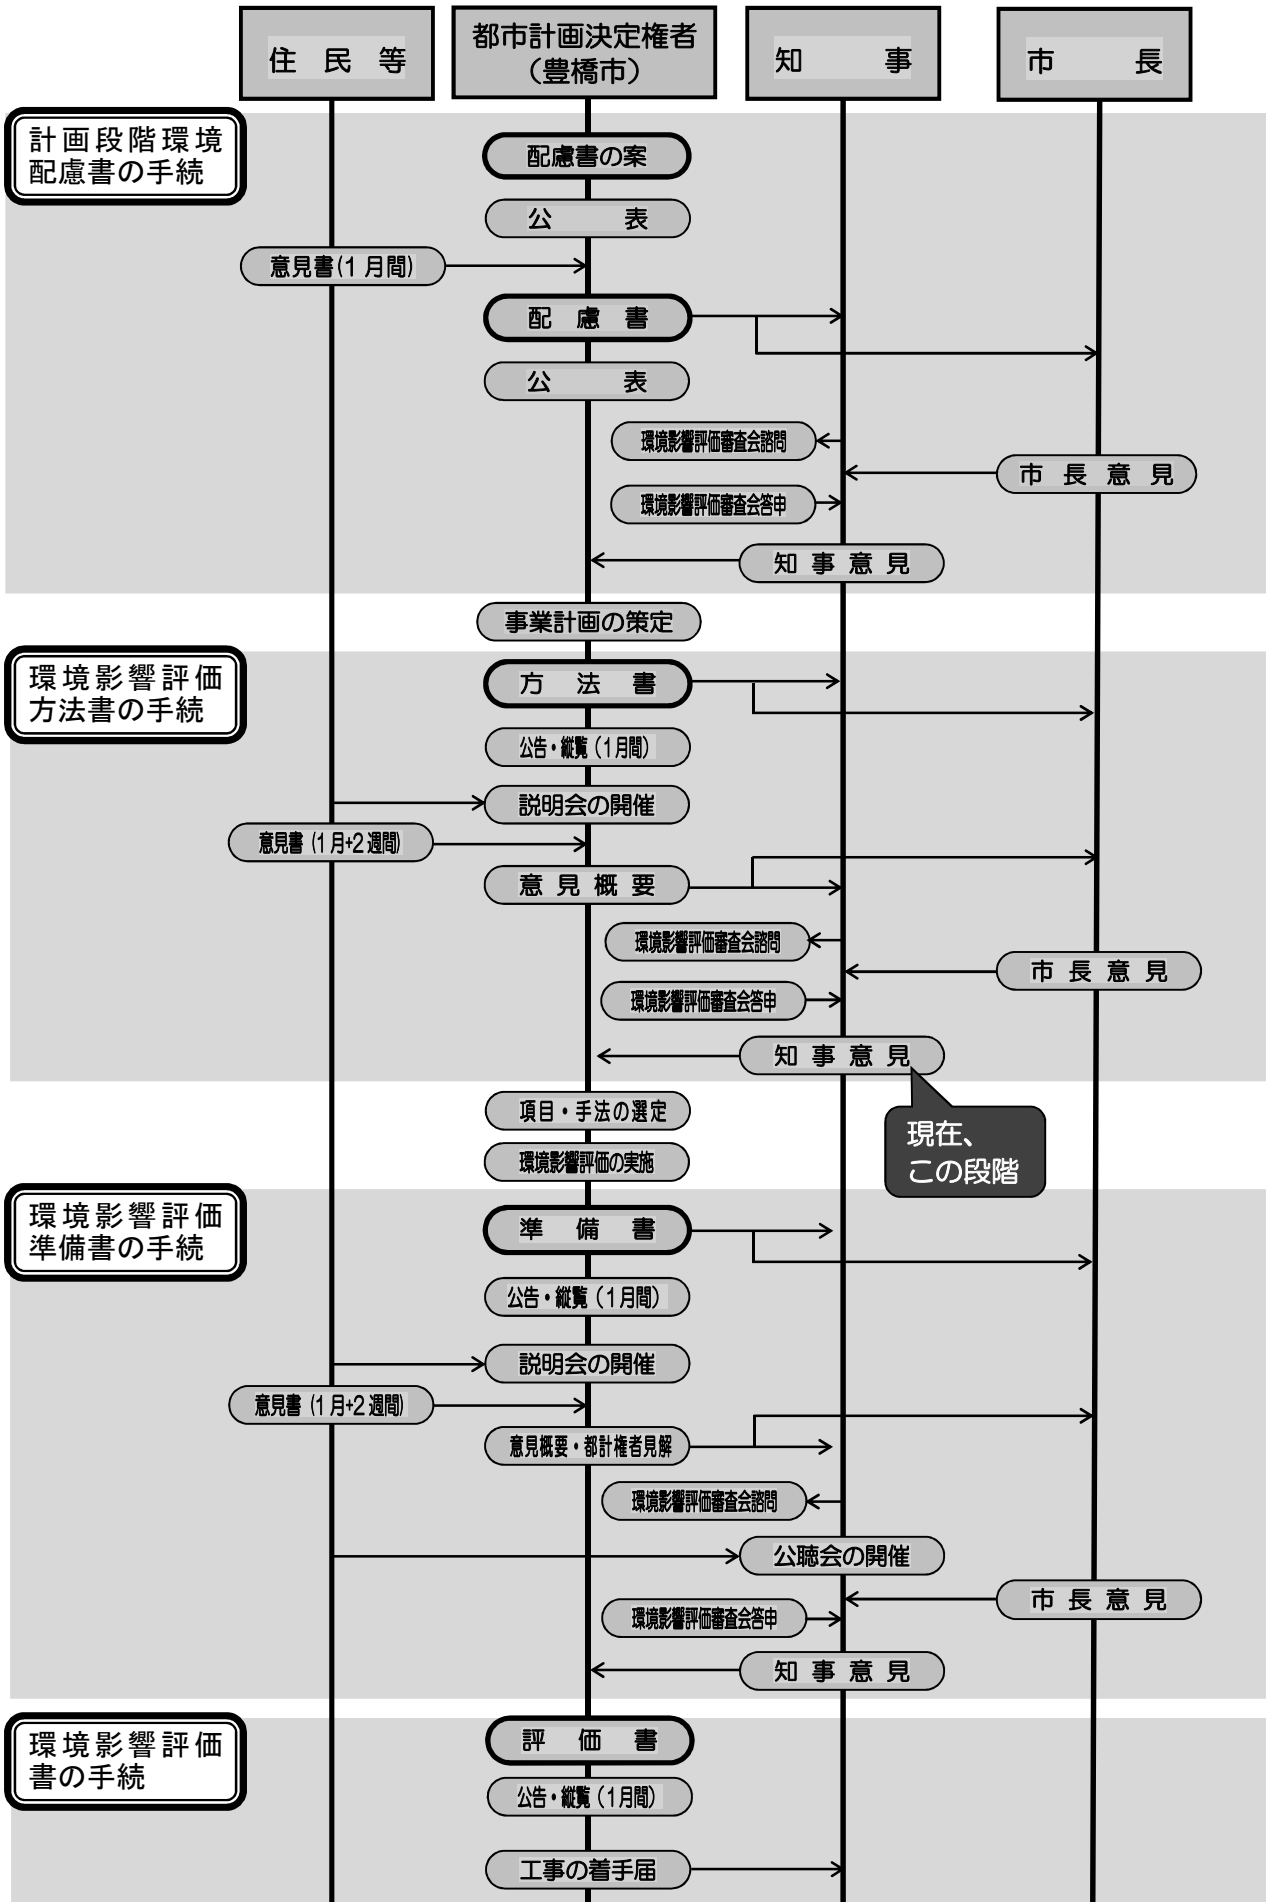 住民等
都市計画決定権者
（豊橋市）
知事
市長
計画段階環境
配慮書の手続
配慮書の案
公表
意見書(1月間)
配慮書
公表
環境影響評価審査会諮問
市長意見
環境影響評価審査会答申
知事意見
事業計画の策定
環境影響評価
方法書の手続
方法書
公告・縦覧（1月間）
説明会の開催
意見書（1月+2週間）
意見概要
環境影響評価審査会諮問
市長意見
環境影響評価審査会答申
知事意見
項目・手法の選定
現在、
この段階
環境影響評価の実施
環境影響評価
準備書の手続
準備書
公告・縦覧（1月間）
説明会の開催
意見書（1月+2週間）
意見概要・都計権者見解
環境影響評価審査会諮問
公聴会の開催
市長意見
環境影響評価審査会答申
知事意見
環境影響評価
書の手続
評価書
公告・縦覧（1月間）
工事の着手届